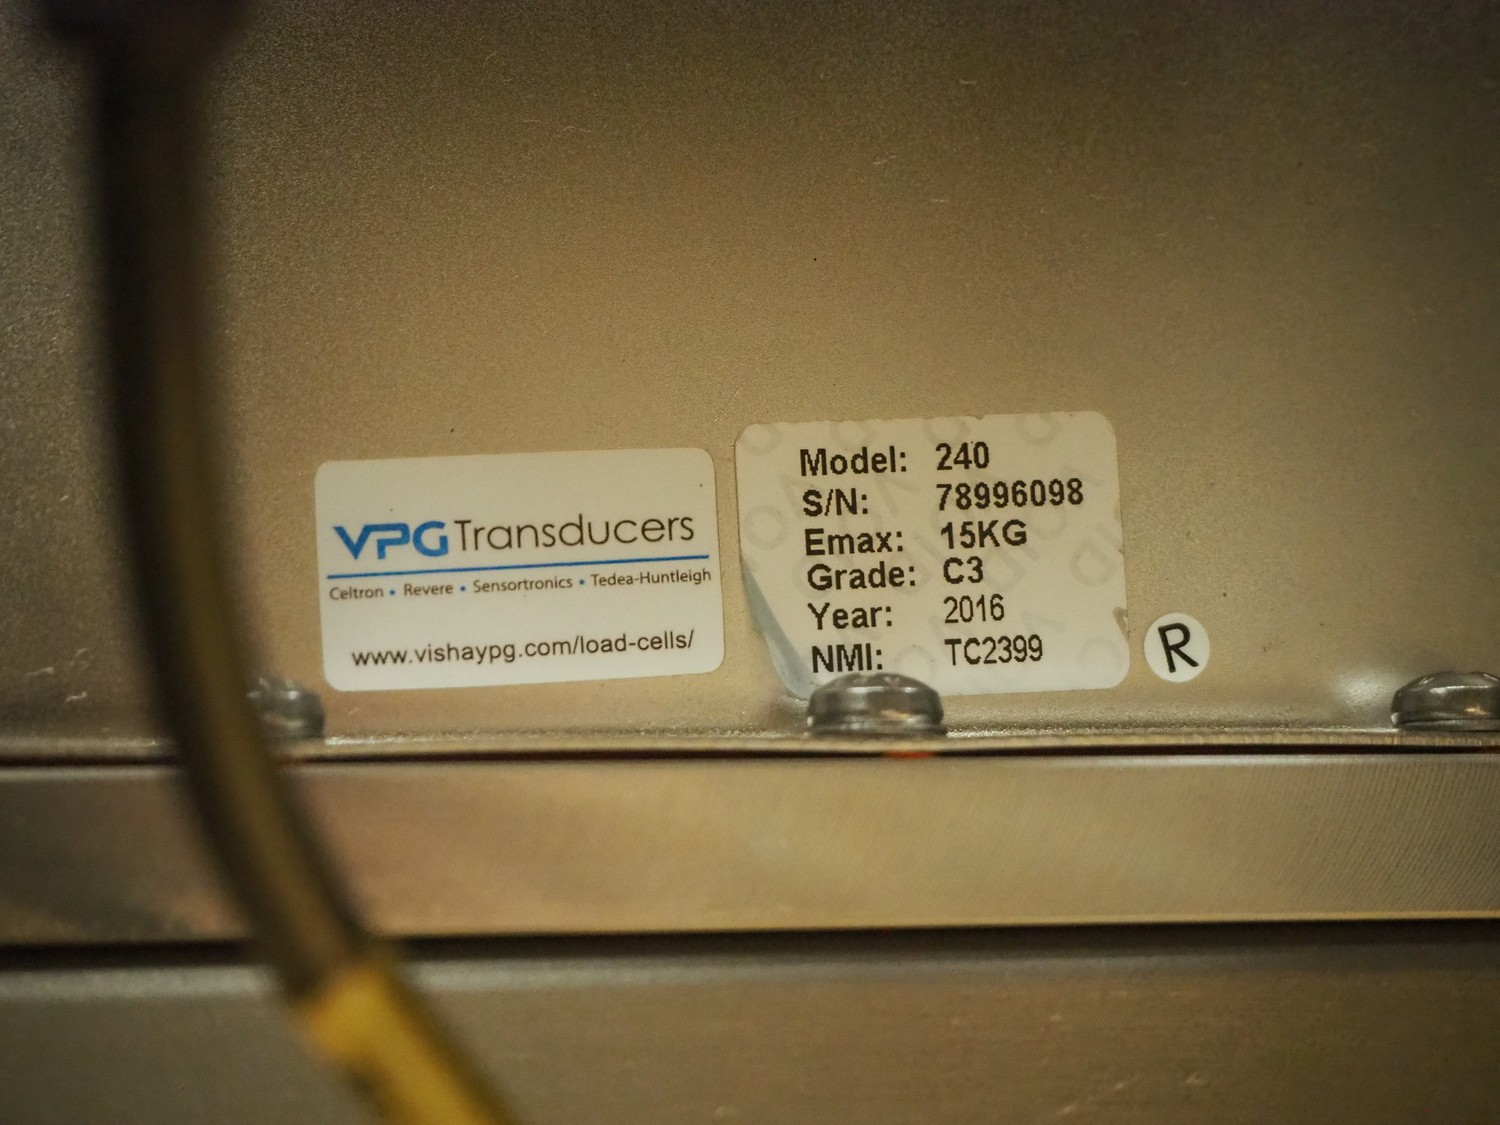 VPG Transducers
Celtron • Revere • Sensortronics • Tedea-Huntleigh
www.vishaypg.com/load-cells/
Model: 240
S/N: 78996098
Emax: 15KG
Grade: C3
Year: 2016
NMI: TC2399
R